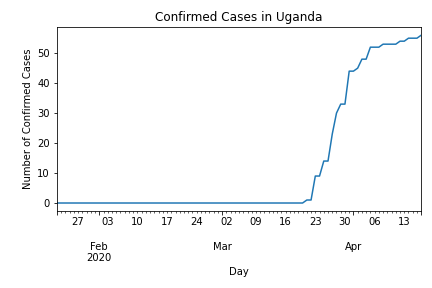 Confirmed Cases in Uganda
Number of Confirmed Cases
50
40
30
20
10
0
27 03 10 17 24 02 09 16 23 30 06 13
Feb Mar Apr
2020
Day